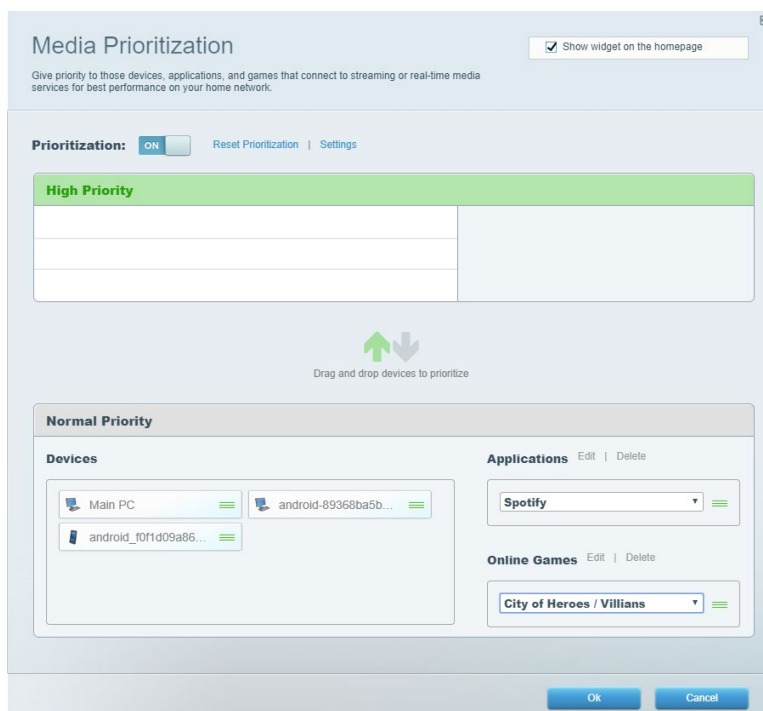 Media Prioritization
Show widget on the homepage
Give priority to those devices, applications, and games that connect to streaming or real-time media
services for best performance on your home network.
Prioritization: ON Reset Prioritization | Settings
High Priority
Drag and drop devices to prioritize
Normal Priority
Devices
Main PC
android-89368ba5b...
android_f0f1d09a86...
Applications Edit | Delete
Spotify
Online Games Edit | Delete
City of Heroes / Villians
Ok Cancel